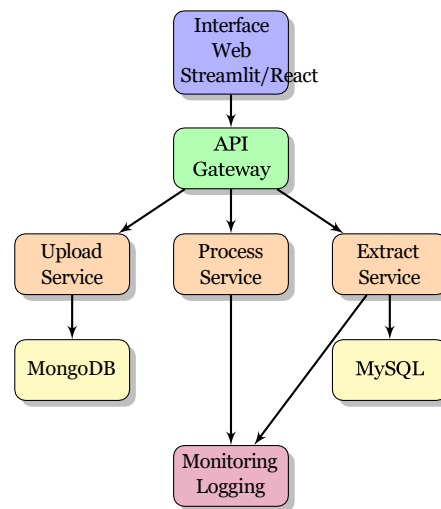 Interface
Web
Streamlit/React
API
Gateway
Upload
Service
Process
Service
Extract
Service
MongoDB
MySQL
Monitoring
Logging